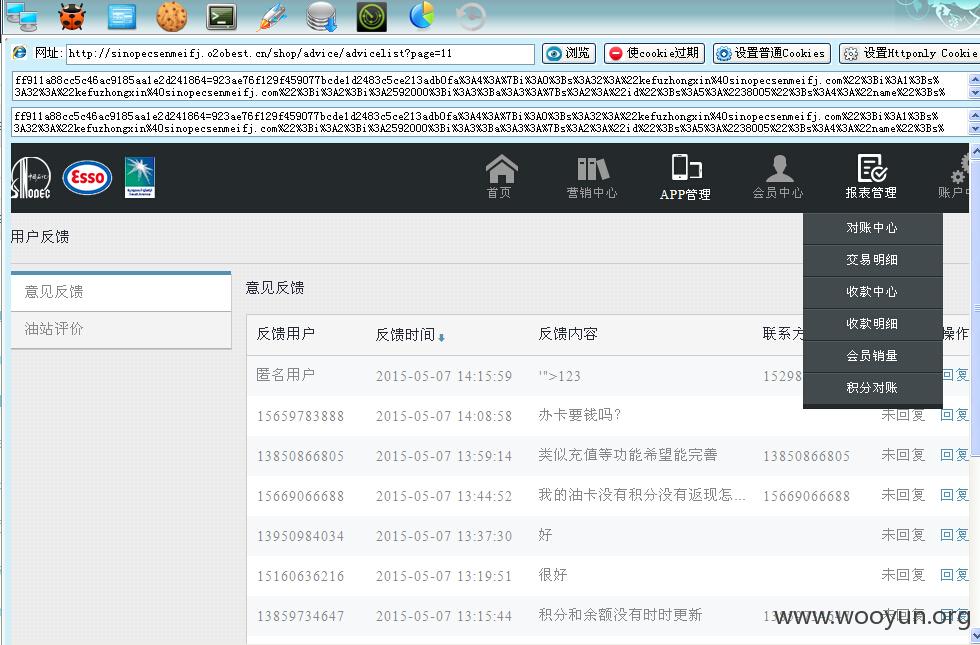 网址: http://sinopecsenmeifj.o2obest.cn/shop/advice/advicelist?page=11 浏览 使cookie过期 设置普通Cookies 设置Httponly Cookie
ff911a88cc5c46ac9185aa1e2d241864=923ae76f129f459077bcde1d2483c5ce213adb0fa%3A4%3A%7Bi%3A0%3Bs%3A32%3A%22kefuzhongxin%40sinopecsenmeifj.com%22%3Bi%3A1%3Bs%
3A32%3A%22kefuzhongxin%40sinopecsenmeifj.com%22%3Bi%3A2%3Bi%3A2592000%3Bi%3A3%3Ba%3A3%3A%7Bs%3A2%3A%22id%22%3Bs%3A5%3A%2238005%22%3Bs%3A4%3A%22name%22%3Bs%
ff911a88cc5c46ac9185aa1e2d241864=923ae76f129f459077bcde1d2483c5ce213adb0fa%3A4%3A%7Bi%3A0%3Bs%3A32%3A%22kefuzhongxin%40sinopecsenmeifj.com%22%3Bi%3A1%3Bs%
3A32%3A%22kefuzhongxin%40sinopecsenmeifj.com%22%3Bi%3A2%3Bi%3A2592000%3Bi%3A3%3Ba%3A3%3A%7Bs%3A2%3A%22id%22%3Bs%3A5%3A%2238005%22%3Bs%3A4%3A%22name%22%3Bs%
Esso
首页 营销中心 APP管理 会员中心 报表管理 账户中
对账中心
交易明细
收款中心
收款明细
会员销量
积分对账
用户反馈
意见反馈
油站评价
意见反馈
反馈用户 反馈时间 反馈内容 联系方 操作
匿名用户 2015-05-07 14:15:59 '">123 15298 回复
15659783888 2015-05-07 14:08:58 办卡要钱吗? 未回复 回复
13850866805 2015-05-07 13:59:14 类似充值等功能希望能完善 13850866805 未回复 回复
15669066688 2015-05-07 13:44:52 我的油卡没有积分没有返现怎... 15669066688 未回复 回复
13950984034 2015-05-07 13:37:30 好 未回复 回复
15160636216 2015-05-07 13:19:51 很好 未回复 回复
13859734647 2015-05-07 13:15:44 积分和余额没有时时更新
www.wooyun.org